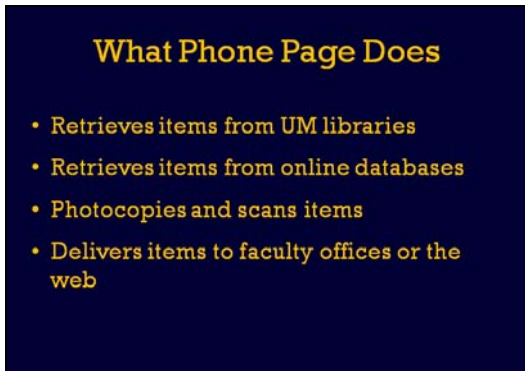 What Phone Page Does
• Retrieves items from UM libraries
• Retrieves items from online databases
• Photocopies and scans items
• Delivers items to faculty offices or the
web